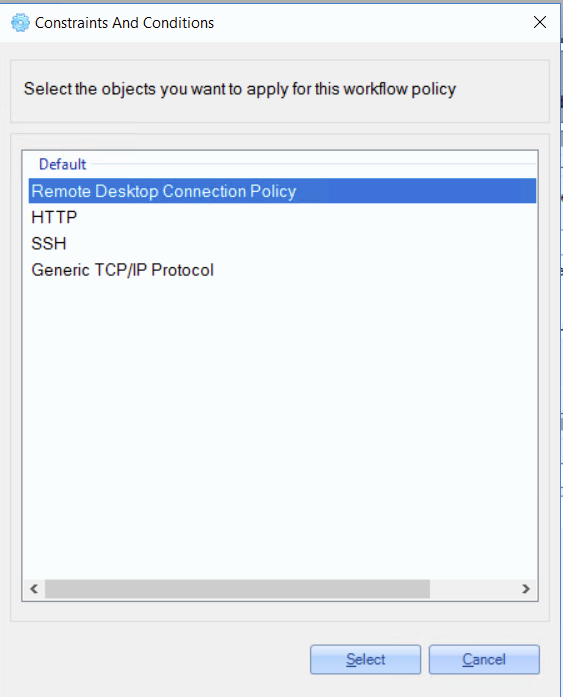 Constraints And Conditions
Select the objects you want to apply for this workflow policy
Default
Remote Desktop Connection Policy
HTTP
SSH
Generic TCP/IP Protocol
Select
Cancel